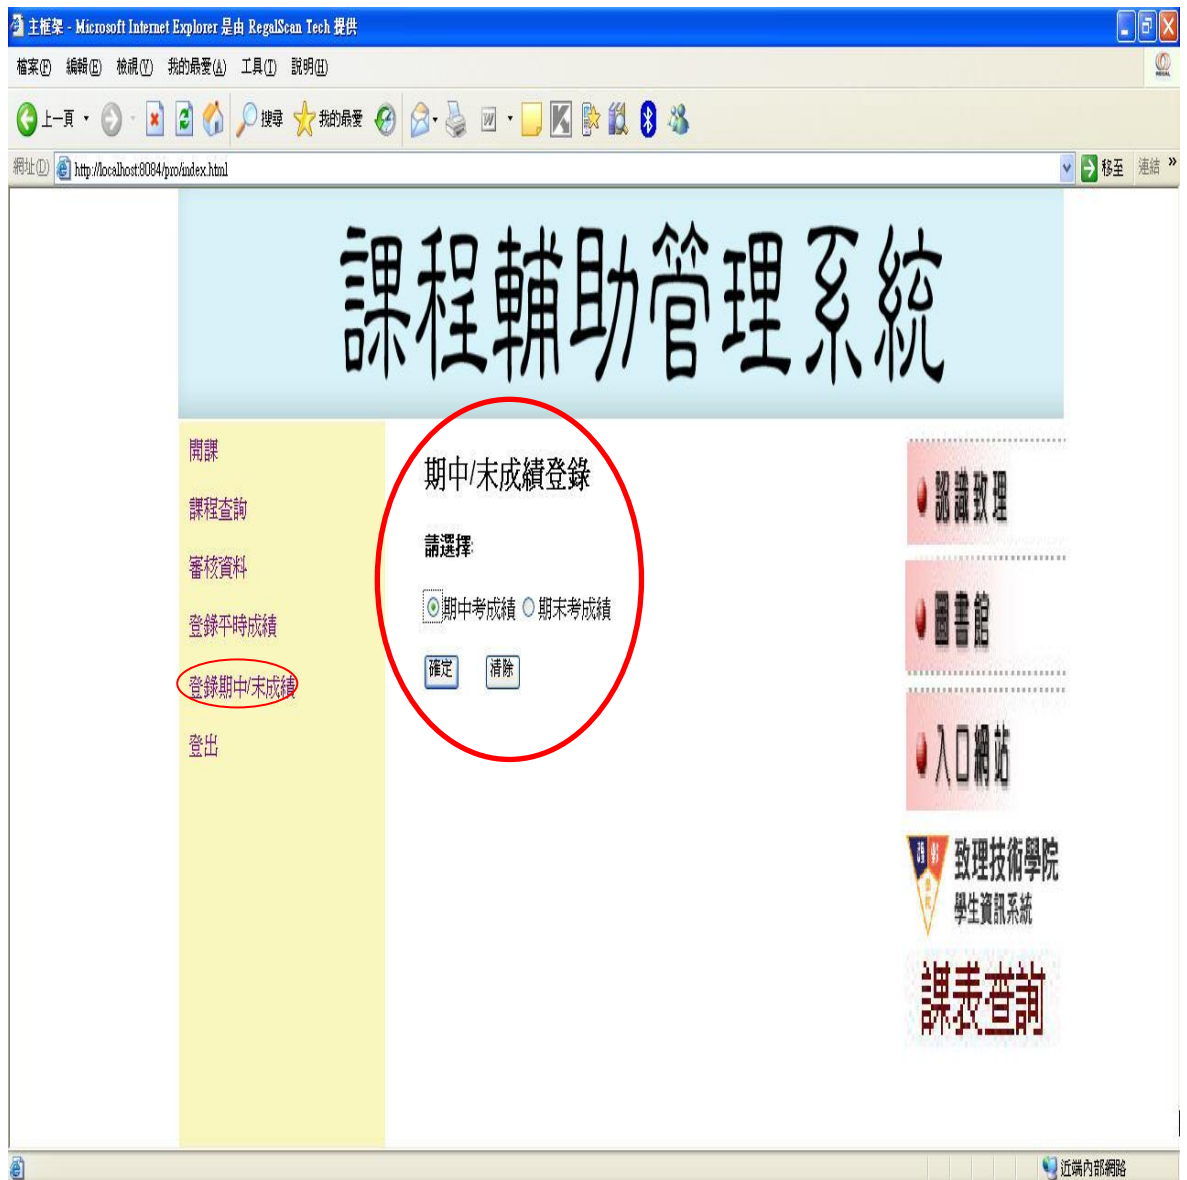 主框架 - Microsoft Internet Explorer 是由 RegalScan Tech 提供
檔案(F) 編輯(E) 檢視(V) 我的最愛(A) 工具(T) 說明(H)
REGAL
上一頁 搜尋 我的最愛
網址(D) http://localhost:8084/pro/index.html 移至 連結 »
課程輔助管理系統
開課
課程查詢
審核資料
登錄平時成績
登錄期中/末成績
登出
期中/末成績登錄
請選擇:
期中考成績 期末考成績
確定 清除
認識致理
圖書館
入口網站
致理技術學院
學生資訊系統
課表查詢
近端內部網路